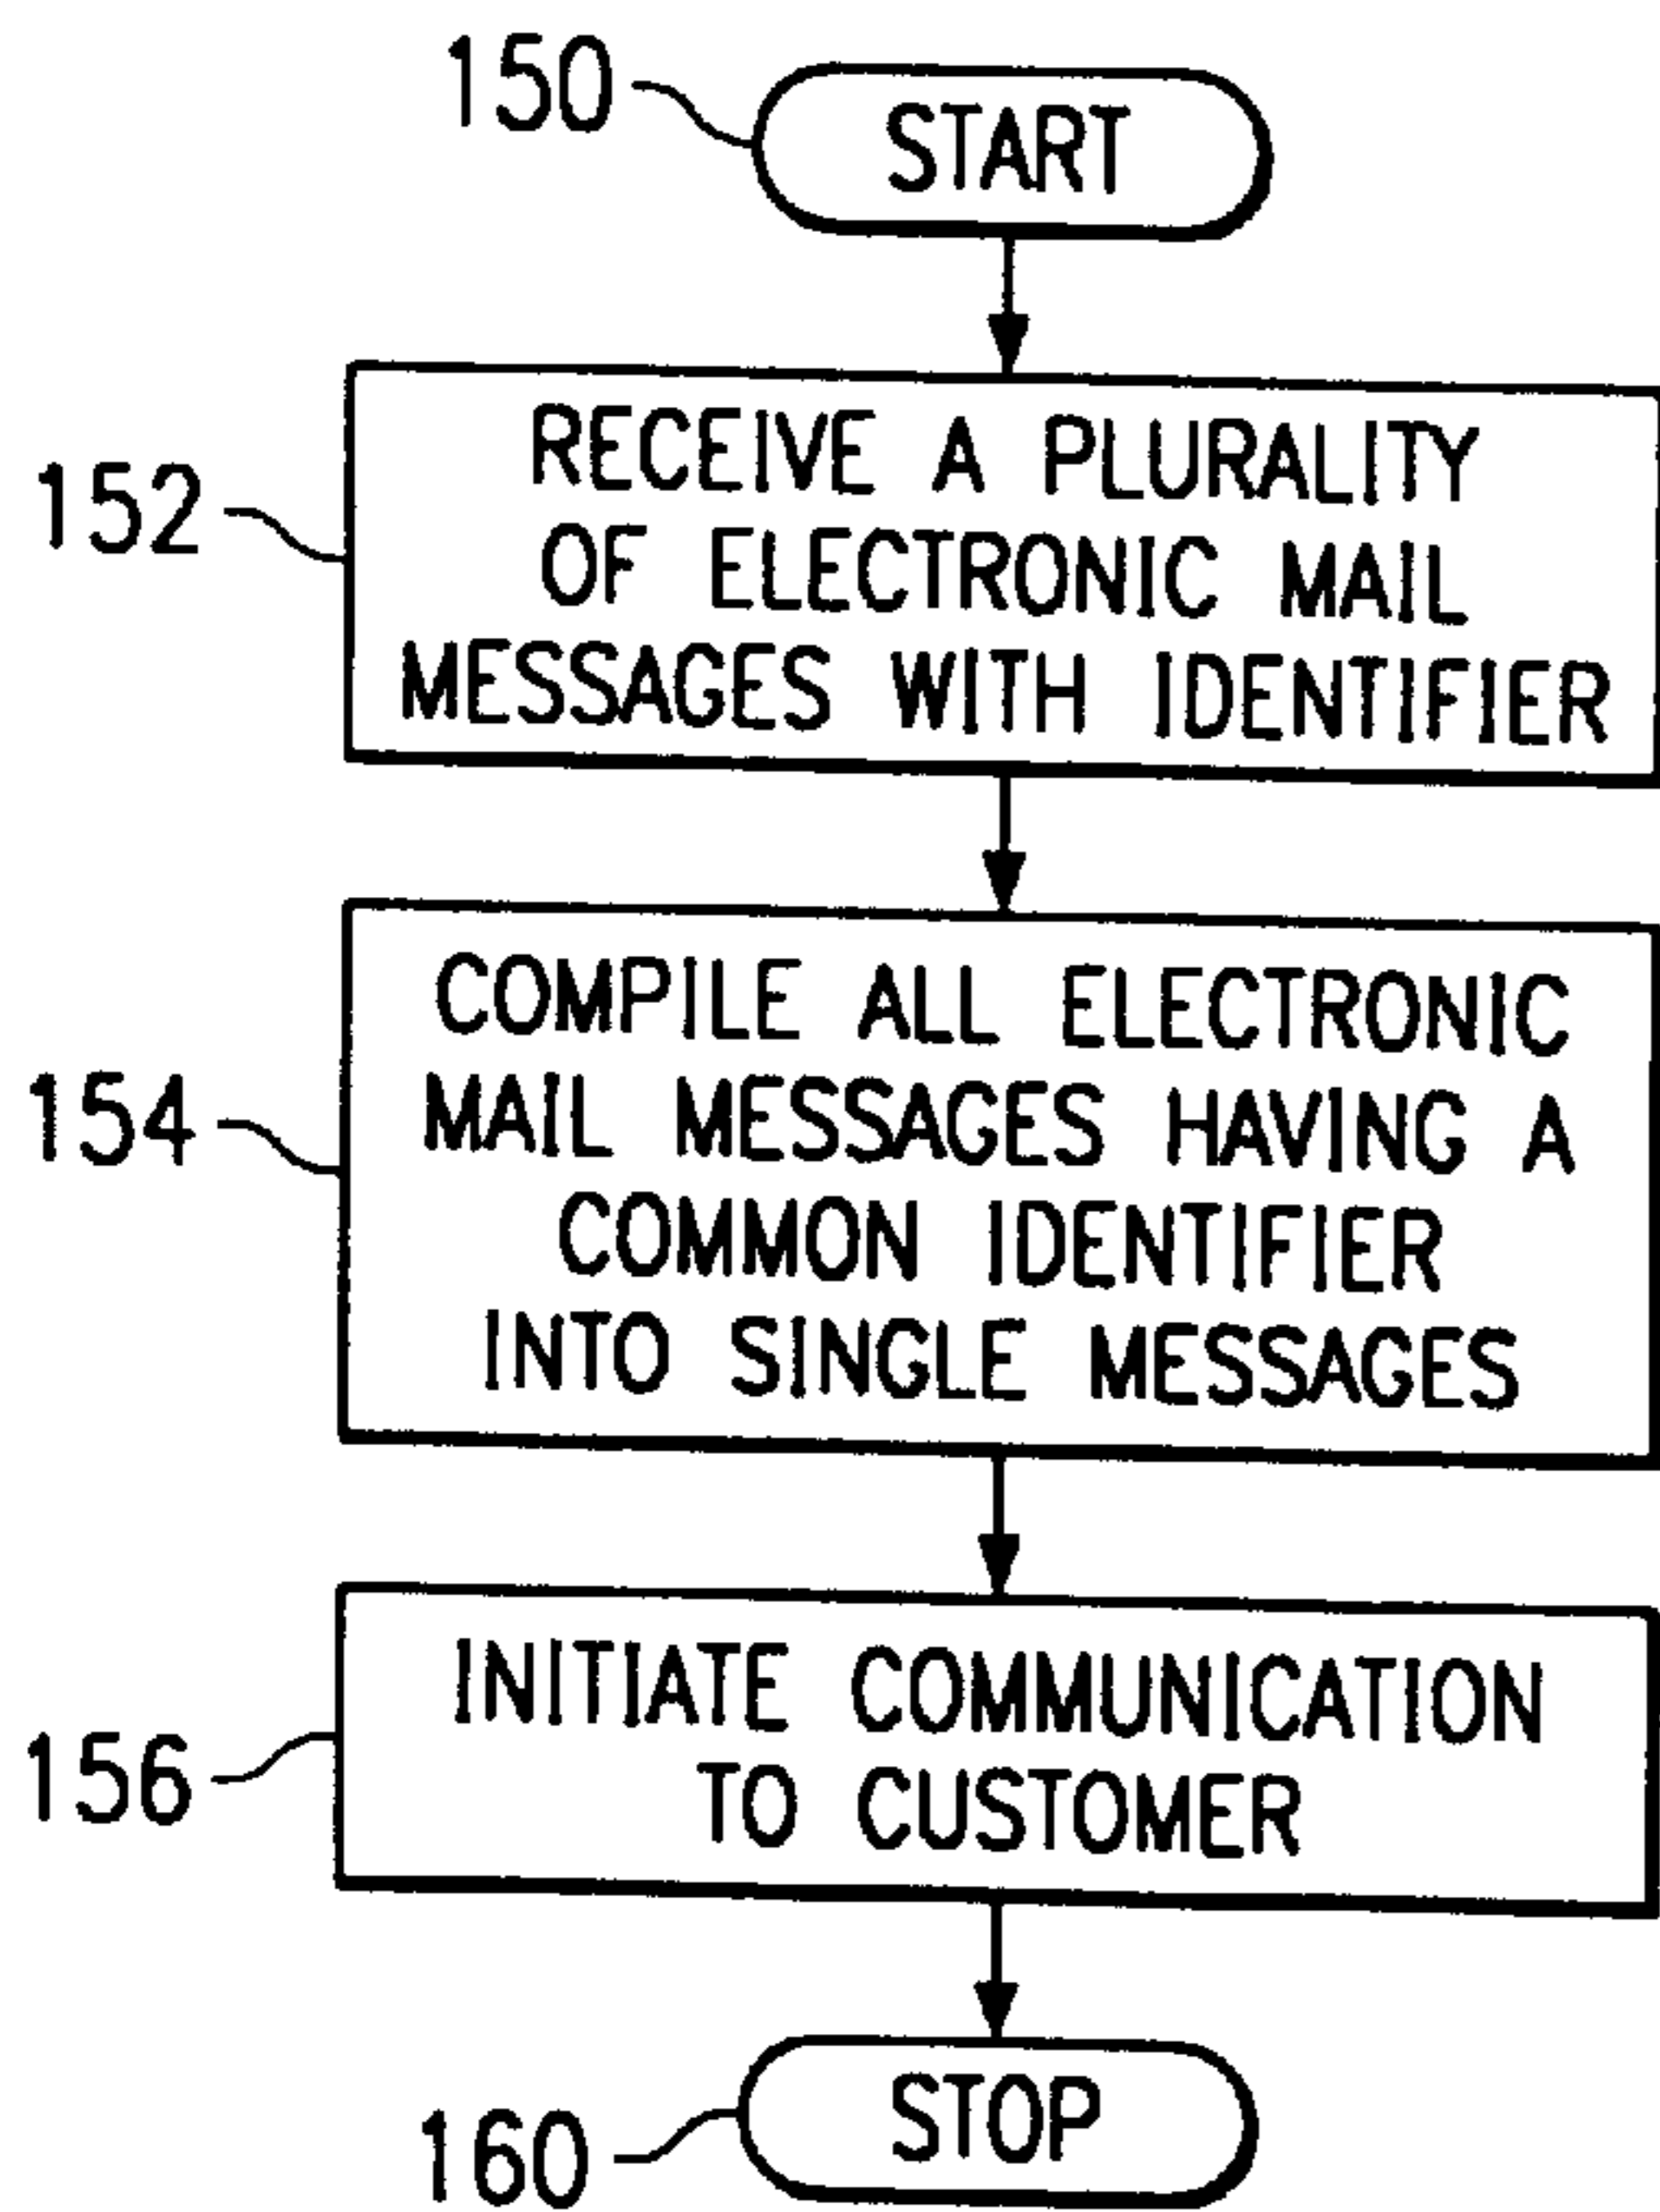 150
START
152
RECEIVE A PLURALITY
OF ELECTRONIC MAIL
MESSAGES WITH IDENTIFIER
154
COMPILE ALL ELECTRONIC
MAIL MESSAGES HAVING A
COMMON IDENTIFIER
INTO SINGLE MESSAGES
156
INITIATE COMMUNICATION
TO CUSTOMER
160
STOP